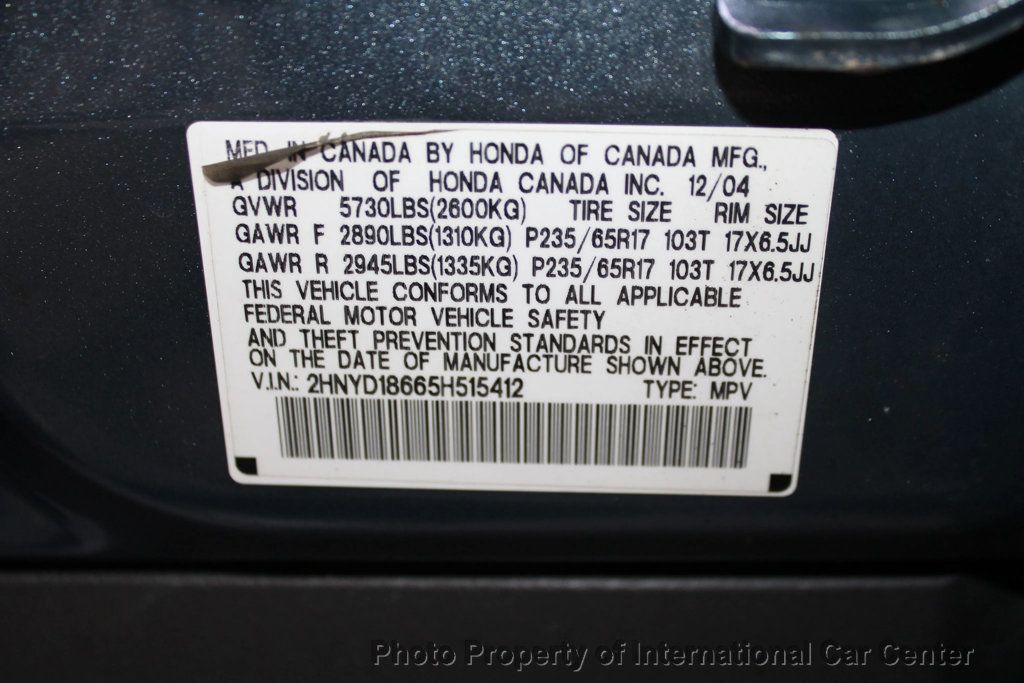 MFD. IN CANADA BY HONDA OF CANADA MFG.,
A DIVISION OF HONDA CANADA INC. 12/04
GVWR 5730LBS(2600KG) TIRE SIZE RIM SIZE
GAWR F 2890LBS(1310KG) P235/65R17 103T 17X6.5JJ
GAWR R 2945LBS(1335KG) P235/65R17 103T 17X6.5JJ
THIS VEHICLE CONFORMS TO ALL APPLICABLE
FEDERAL MOTOR VEHICLE SAFETY
AND THEFT PREVENTION STANDARDS IN EFFECT
ON THE DATE OF MANUFACTURE SHOWN ABOVE.
V.I.N.: 2HNYD18665H515412 TYPE: MPV
Photo Property of International Car Center